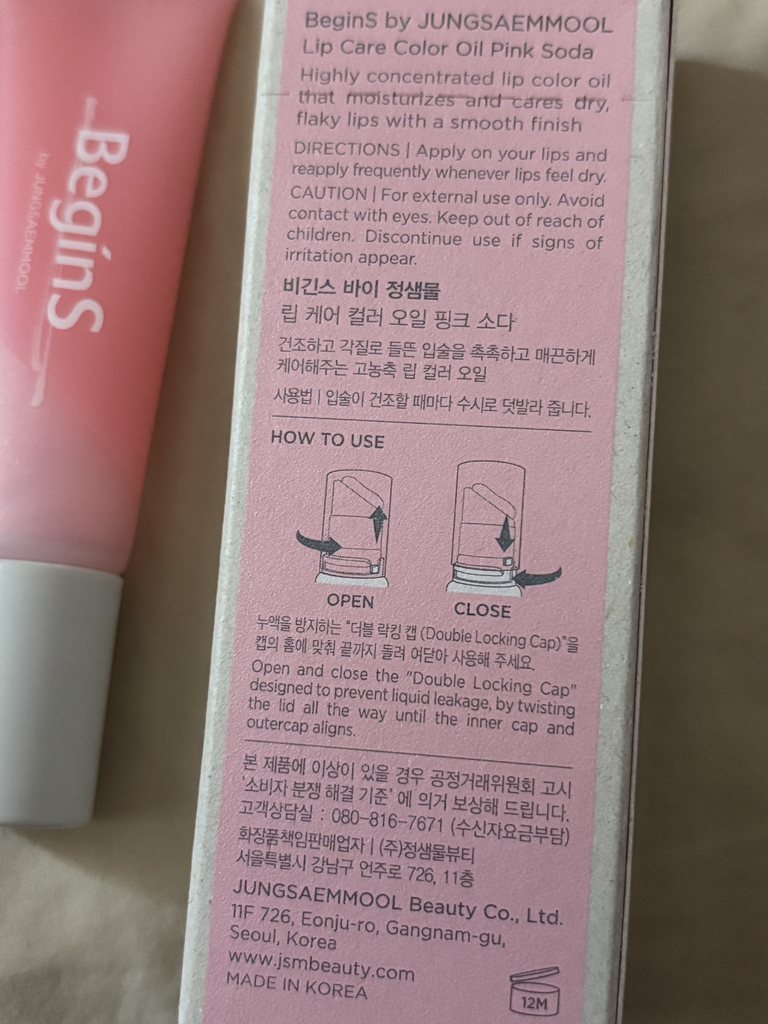 BeginS
by JUNGSAEMMOOL
BeginS by JUNGSAEMMOOL
Lip Care Color Oil Pink Soda
Highly concentrated lip color oil
that moisturizes and cares dry,
flaky lips with a smooth finish
DIRECTIONS | Apply on your lips and
reapply frequently whenever lips feel dry.
CAUTION | For external use only. Avoid
contact with eyes. Keep out of reach of
children. Discontinue use if signs of
irritation appear.
비긴스 바이 정샘물
립 케어 컬러 오일 핑크 소다
건조하고 각질로 들뜬 입술을 촉촉하고 매끈하게
케어해주는 고농축 립 컬러 오일
사용법 | 입술이 건조할 때마다 수시로 덧발라 줍니다.
HOW TO USE
OPEN
CLOSE
누액을 방지하는 "더블 락킹 캡 (Double Locking Cap)"을
캡의 홈에 맞춰 끝까지 돌려 여닫아 사용해 주세요.
Open and close the "Double Locking Cap"
designed to prevent liquid leakage, by twisting
the lid all the way until the inner cap and
outercap aligns.
본 제품에 이상이 있을 경우 공정거래위원회 고시
'소비자 분쟁 해결 기준' 에 의거 보상해 드립니다.
고객상담실 : 080-816-7671 (수신자요금부담)
화장품책임판매업자 | (주)정샘물뷰티
서울특별시 강남구 언주로 726, 11층
JUNGSAEMMOOL Beauty Co., Ltd.
11F 726, Eonju-ro, Gangnam-gu,
Seoul, Korea
www.jsmbeauty.com
MADE IN KOREA
12M